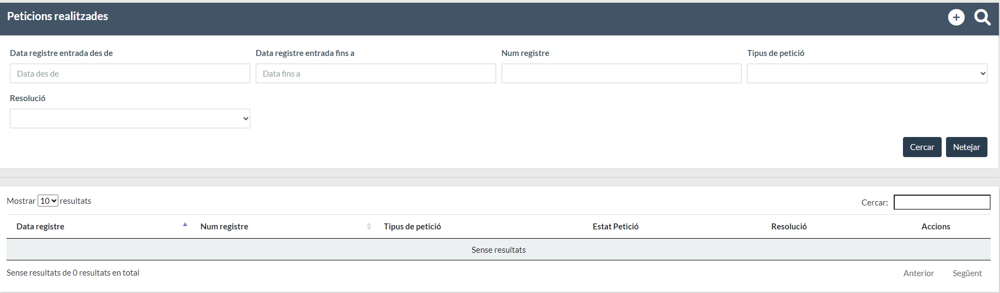 Peticions realitzades
Data registre entrada des de
Data registre entrada fins a
Num registre
Tipus de petició
Data des de
Data fins a
Resolució
Cercar
Netejar
Mostrar 10 resultats
Cercar:
Data registre
Num registre
Tipus de petició
Estat Petició
Resolució
Accions
Sense resultats
Sense resultats de 0 resultats en total
Anterior
Següent